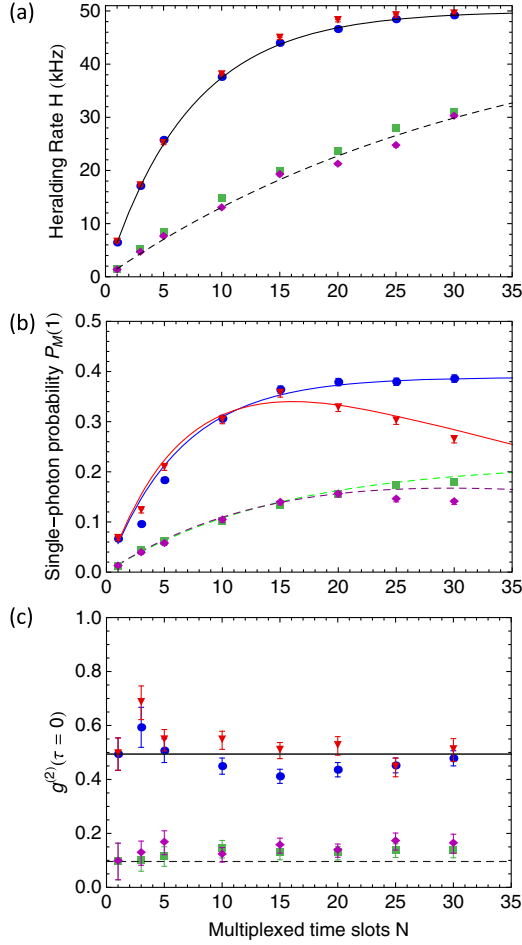 (a)
Heralding Rate H (kHz)
50
40
30
20
10
0
0 5 10 15 20 25 30 35
(b)
Single-photon probability P_M(1)
0.5
0.4
0.3
0.2
0.1
0.0
0 5 10 15 20 25 30 35
(c)
g^(2)(τ = 0)
1.0
0.8
0.6
0.4
0.2
0.0
0 5 10 15 20 25 30 35
Multiplexed time slots N